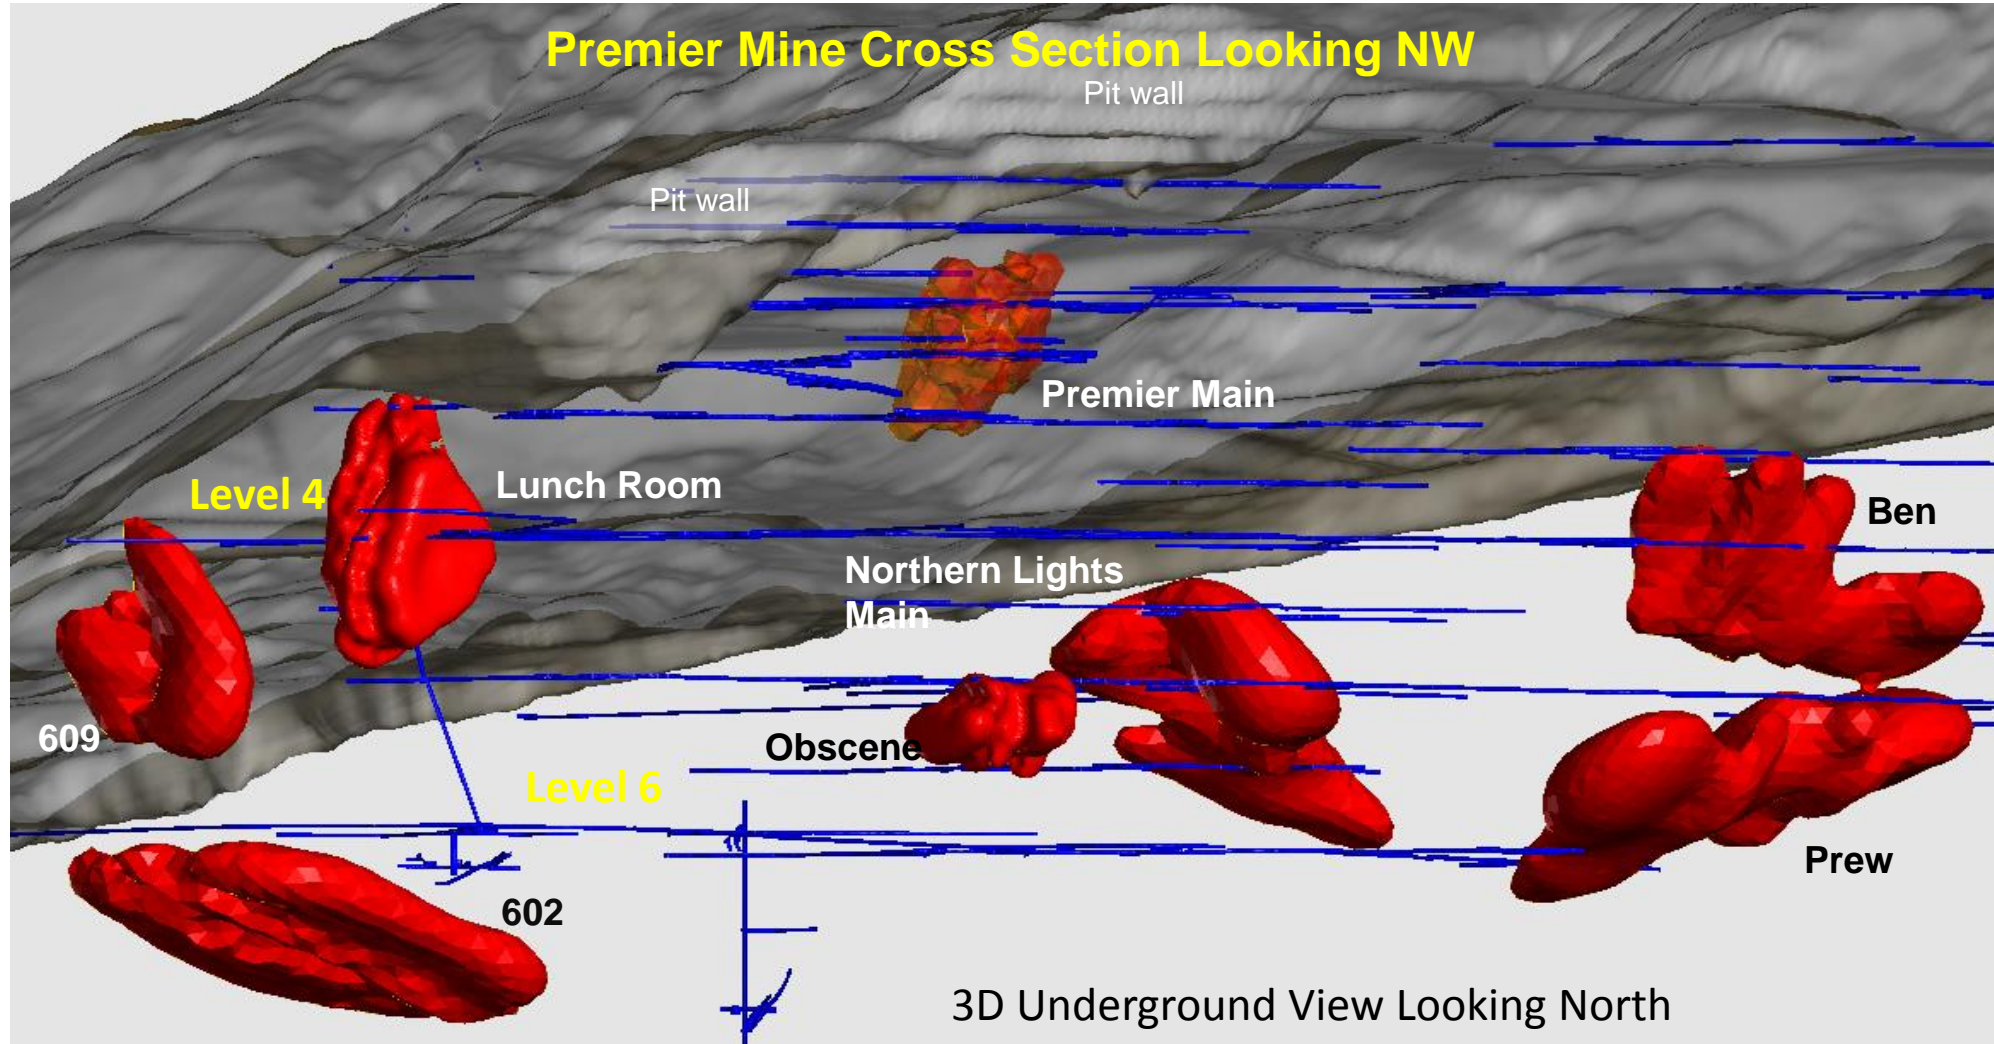 Premier Mine Cross Section Looking NW
Pit wall
Pit wall
Premier Main
Level 4
Lunch Room
Ben
Northern Lights
Main
609
Obscene
Level 6
Prew
602
3D Underground View Looking North